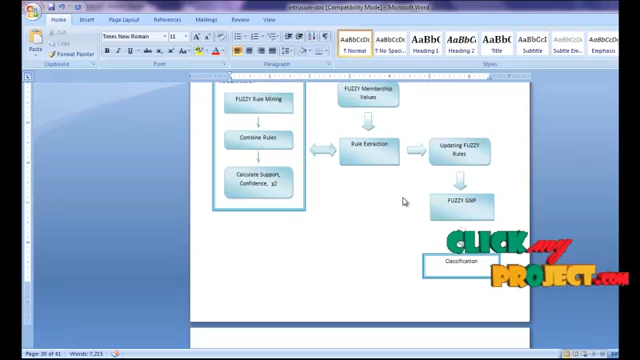 intrusion-doc [Compatibility Mode] - Microsoft Word
Home Insert Page Layout References Mailings Review View
Cut
Copy
Format Painter
Paste
Clipboard
Times New Roman 11
Font
Paragraph
Styles
AaBbCcDc AaBbCcDc AaBbC AaBbCc AaBb AaBbCc. AaBbCcDc AaBbCcDc
¶ Normal ¶ No Spaci... Heading 1 Heading 2 Title Subtitle Subtle Em... Emphasis
FUZZY Rule Mining
Combine Rules
Calculate Support,
Confidence, χ2
FUZZY Membership
Values
Rule Extraction
Updating FUZZY
Rules
FUZZY GNP
Classification
CLICK my
PROJECT.com
Page: 30 of 41 Words: 7,215